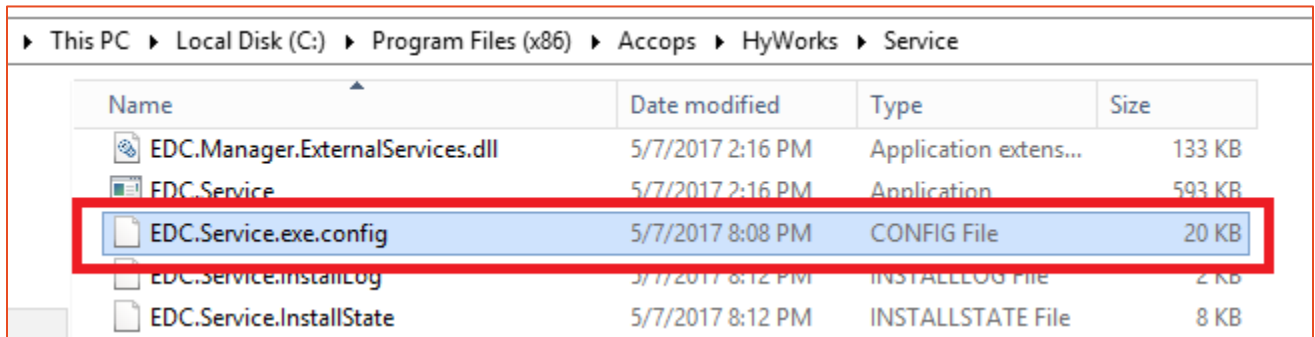 This PC ▸ Local Disk (C:) ▸ Program Files (x86) ▸ Accops ▸ HyWorks ▸ Service
Name Date modified Type Size
EDC.Manager.ExternalServices.dll 5/7/2017 2:16 PM Application extens... 133 KB
EDC.Service 5/7/2017 2:16 PM Application 593 KB
EDC.Service.exe.config 5/7/2017 8:08 PM CONFIG File 20 KB
EDC.Service.InstallLog 5/7/2017 8:12 PM INSTALLLOG File 2 KB
EDC.Service.InstallState 5/7/2017 8:12 PM INSTALLSTATE File 8 KB